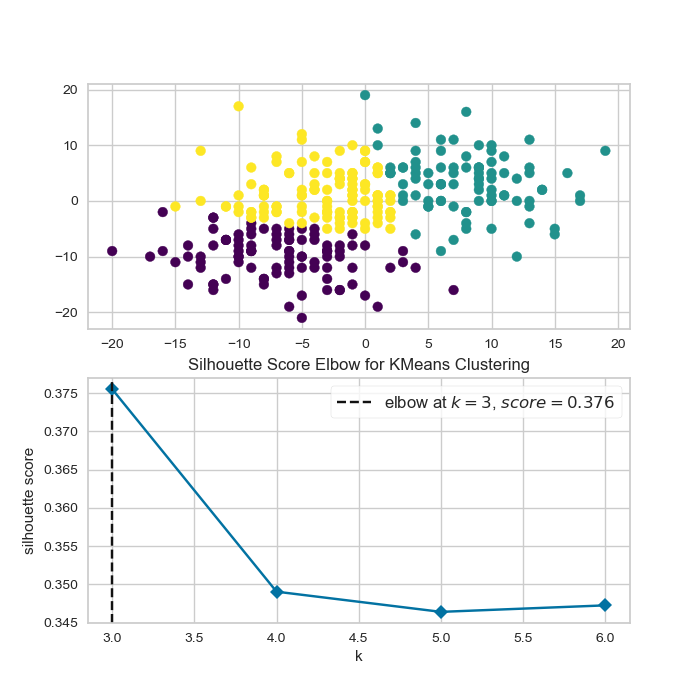 20
10
0
−10
−20
−20 −15 −10 −5 0 5 10 15 20
Silhouette Score Elbow for KMeans Clustering
elbow at k = 3, score = 0.376
0.375
0.370
0.365
0.360
0.355
0.350
0.345
silhouette score
3.0 3.5 4.0 4.5 5.0 5.5 6.0
k